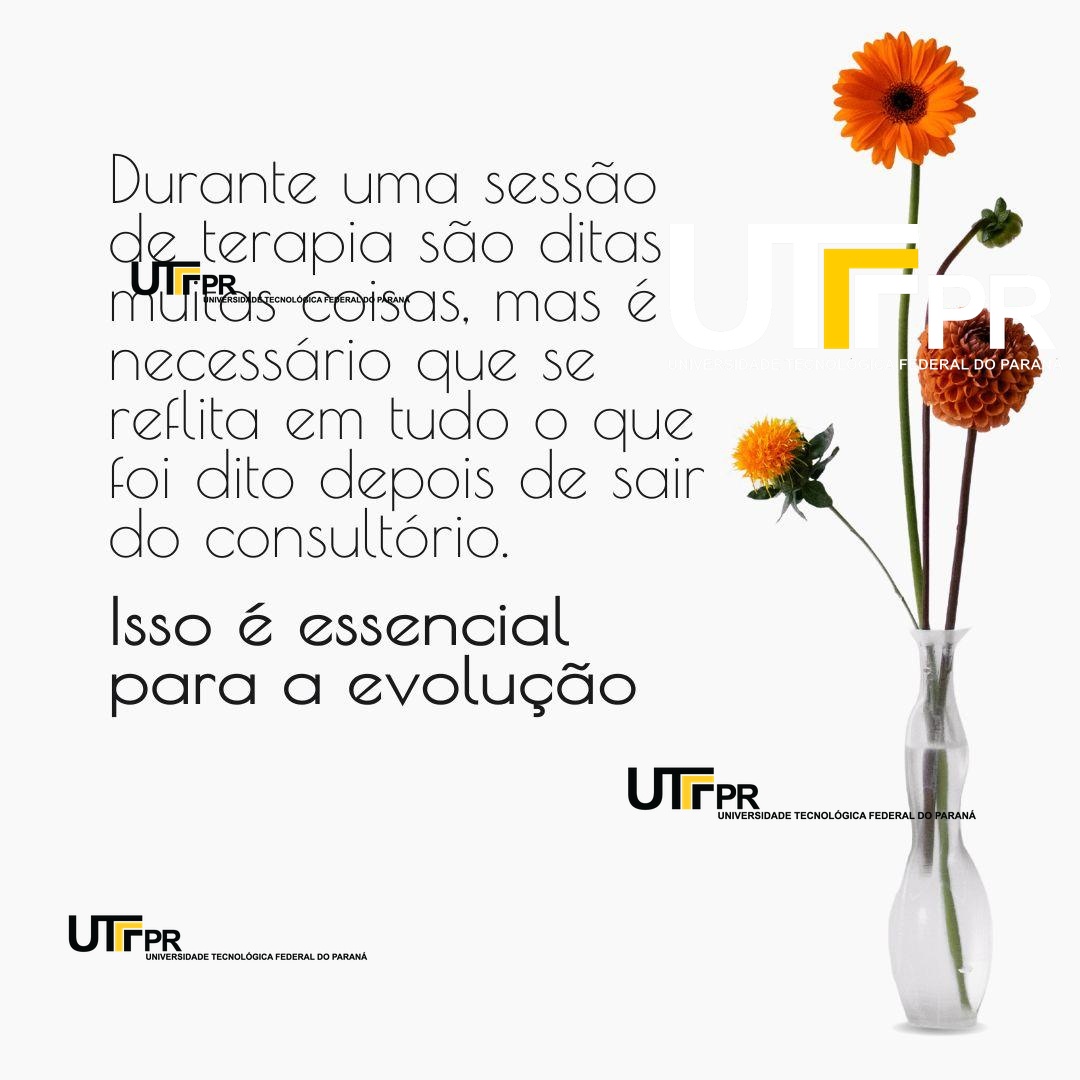 Durante uma sessão
de terapia são ditas
UTFPR
UNIVERSIDADE TECNOLÓGICA FEDERAL DO PARANÁ
muitas coisas, mas é
UTFPR
UNIVERSIDADE TECNOLÓGICA FEDERAL DO PARANÁ
necessário que se
reflita em tudo o que
foi dito depois de sair
do consultório.
Isso é essencial
para a evolução
UTFPR
UNIVERSIDADE TECNOLÓGICA FEDERAL DO PARANÁ
UTFPR
UNIVERSIDADE TECNOLÓGICA FEDERAL DO PARANÁ